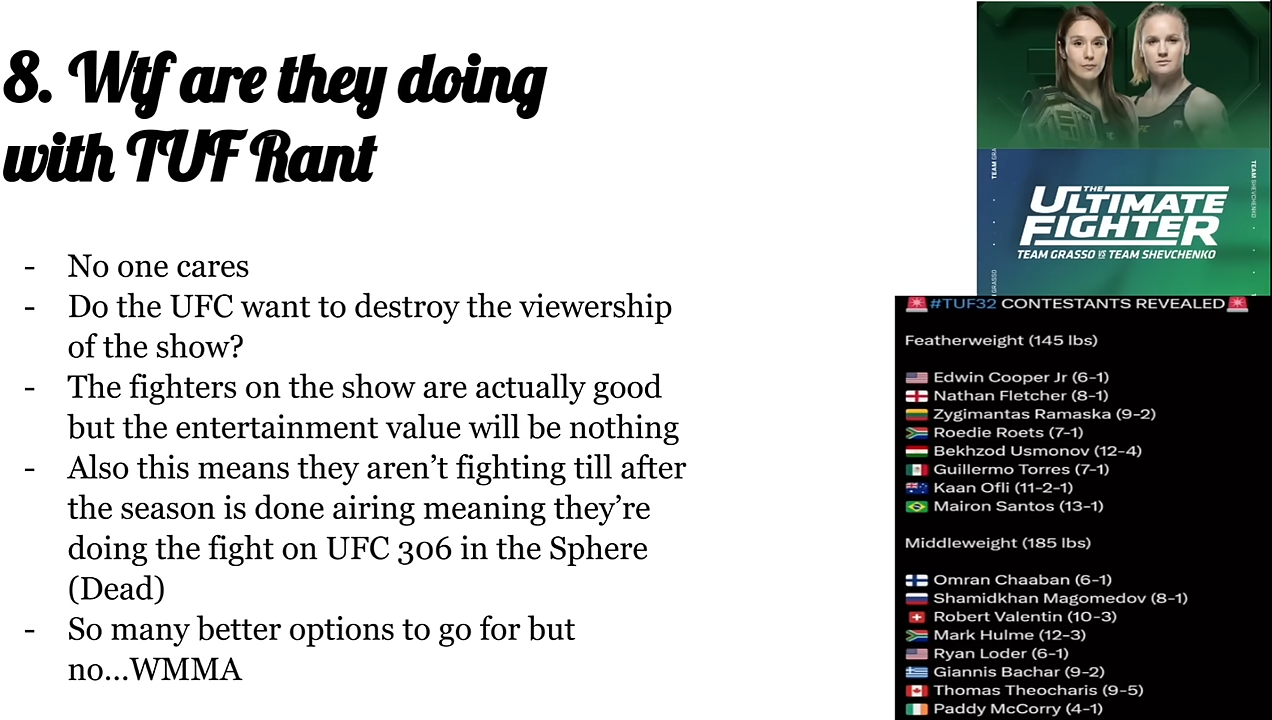 8. Wtf are they doing
with TUF Rant
- No one cares
- Do the UFC want to destroy the viewership
of the show?
- The fighters on the show are actually good
but the entertainment value will be nothing
- Also this means they aren't fighting till after
the season is done airing meaning they're
doing the fight on UFC 306 in the Sphere
(Dead)
- So many better options to go for but
no...WMMA
TEAM GRA
TEAM SHEVCHENKO
THE
ULTIMATE
FIGHTER
TEAM GRASSO VS TEAM SHEVCHENKO
GRASSO
#TUF32 CONTESTANTS REVEALED
Featherweight (145 lbs)
Edwin Cooper Jr (6-1)
Nathan Fletcher (8-1)
Zygimantas Ramaska (9-2)
Roedie Roets (7-1)
Bekhzod Usmonov (12-4)
Guillermo Torres (7-1)
Kaan Ofli (11-2-1)
Mairon Santos (13-1)
Middleweight (185 lbs)
Omran Chaaban (6-1)
Shamidkhan Magomedov (8-1)
Robert Valentin (10-3)
Mark Hulme (12-3)
Ryan Loder (6-1)
Giannis Bachar (9-2)
Thomas Theocharis (9-5)
Paddy McCorry (4-1)